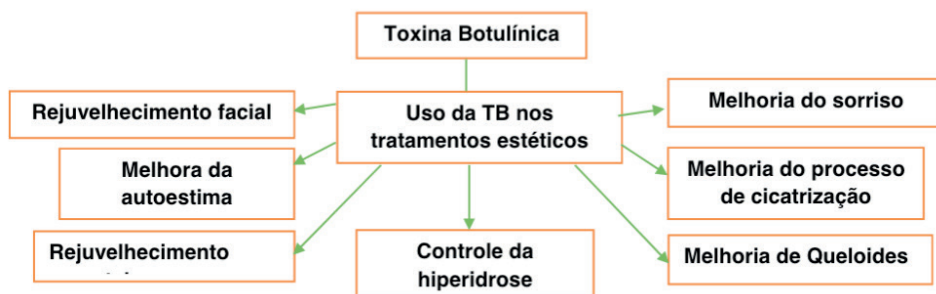 Toxina Botulínica
Rejuvelhecimento facial
Uso da TB nos
tratamentos estéticos
Melhoria do sorriso
Melhora da
autoestima
Melhoria do processo
de cicatrização
Rejuvelhecimento
Controle da
hiperidrose
Melhoria de Queloides